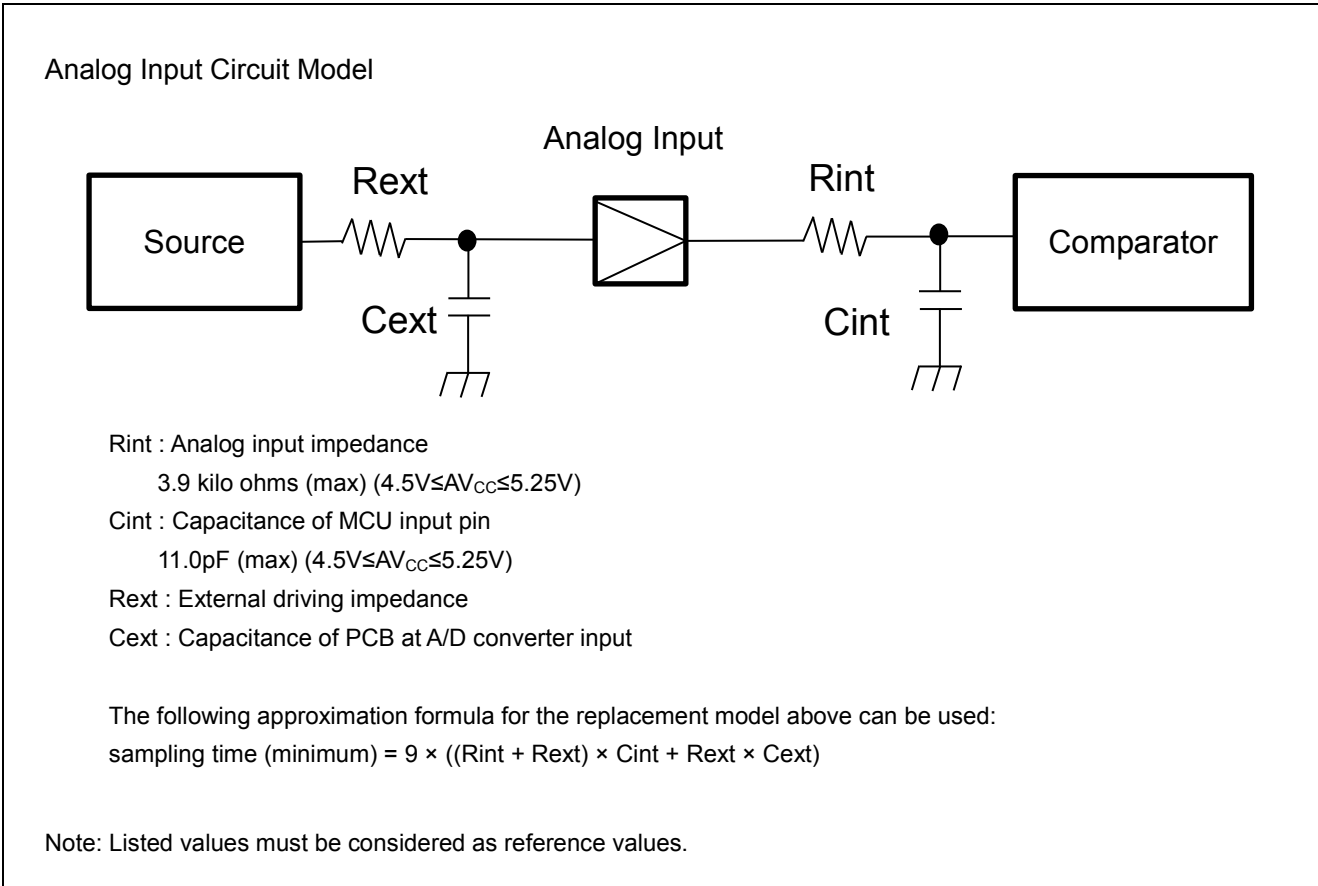 Analog Input Circuit Model
Analog Input
Rext
Rint
Source
Comparator
Cext
Cint
Rint : Analog input impedance
3.9 kilo ohms (max) (4.5V≤AVCC≤5.25V)
Cint : Capacitance of MCU input pin
11.0pF (max) (4.5V≤AVCC≤5.25V)
Rext : External driving impedance
Cext : Capacitance of PCB at A/D converter input
The following approximation formula for the replacement model above can be used:
sampling time (minimum) = 9 × ((Rint + Rext) × Cint + Rext × Cext)
Note: Listed values must be considered as reference values.